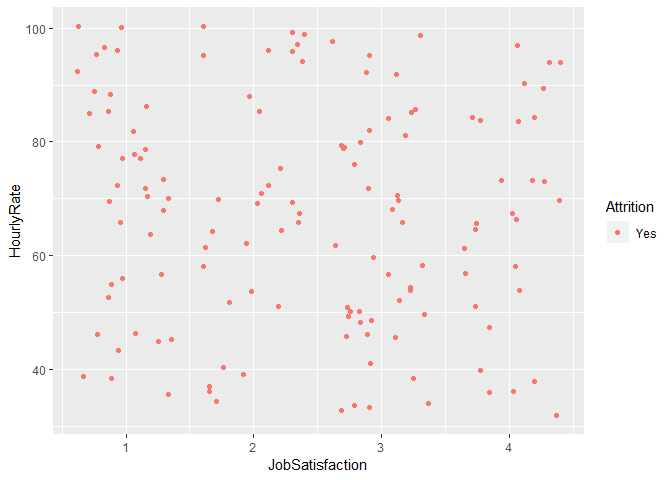 100
80
60
40
HourlyRate
1 2 3 4
JobSatisfaction
Attrition
Yes